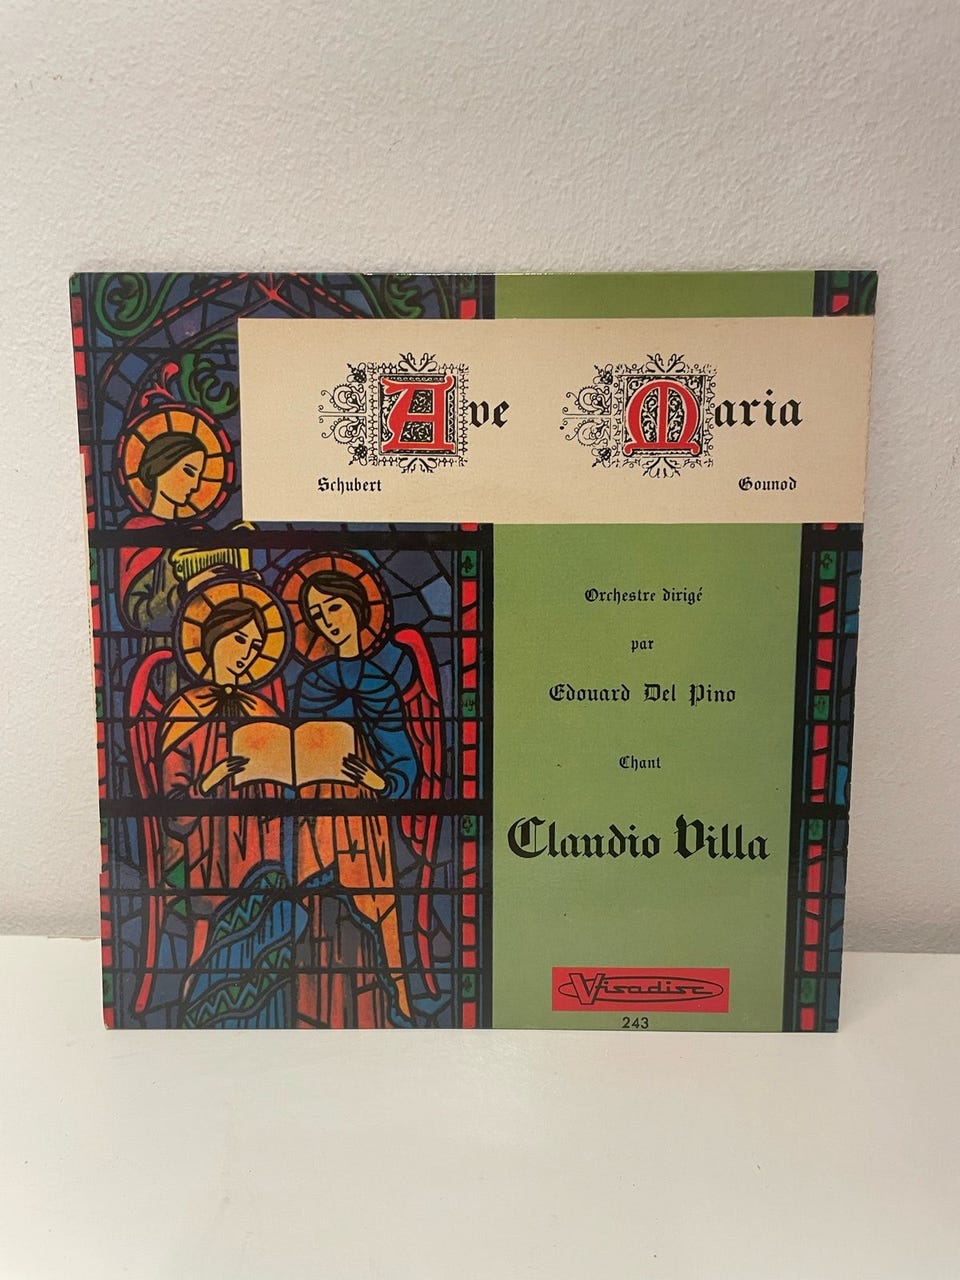 Ave Maria
Schubert Gounod
Orchestre dirigé
par
Edouard Del Pino
Chant
Claudio Villa
Visadisc
243